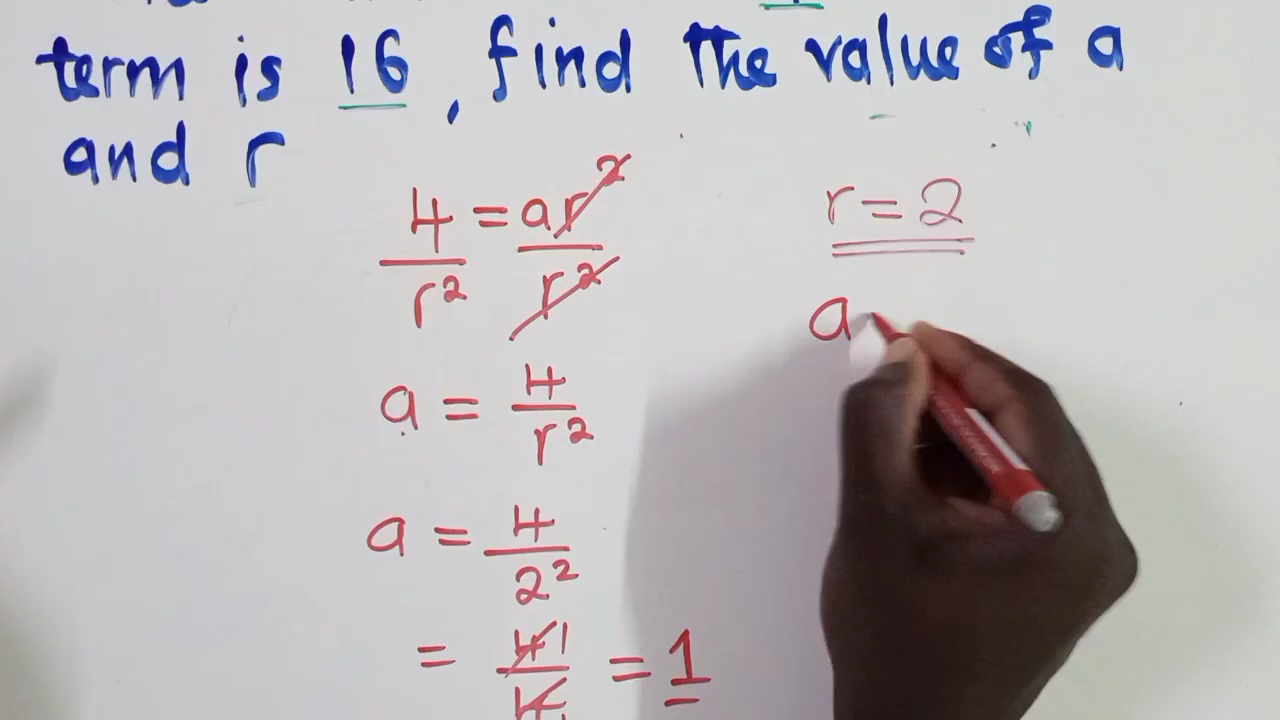 term is 16, find the value of a
and r
4/r² = ar²/r²
a = 4/r²
a = 4/2²
= 4/4 1 = 1
r = 2
a